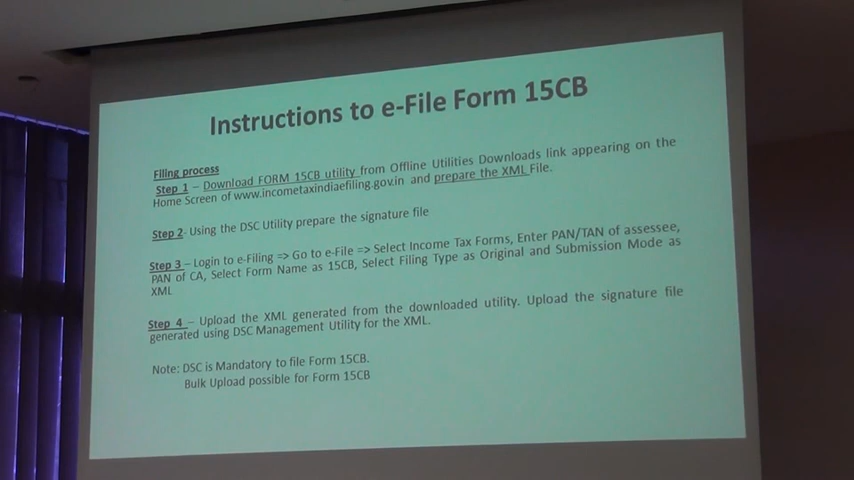 Instructions to e-File Form 15CB
Filing process
Step 1 – Download FORM 15CB utility from Offline Utilities Downloads link appearing on the
Home Screen of www.incometaxindiaefiling.gov.in and prepare the XML File.
Step 2- Using the DSC Utility prepare the signature file
Step 3 – Login to e-Filing => Go to e-File => Select Income Tax Forms, Enter PAN/TAN of assessee,
PAN of CA, Select Form Name as 15CB, Select Filing Type as Original and Submission Mode as
XML
Step 4 – Upload the XML generated from the downloaded utility. Upload the signature file
generated using DSC Management Utility for the XML.
Note: DSC is Mandatory to file Form 15CB.
Bulk Upload possible for Form 15CB